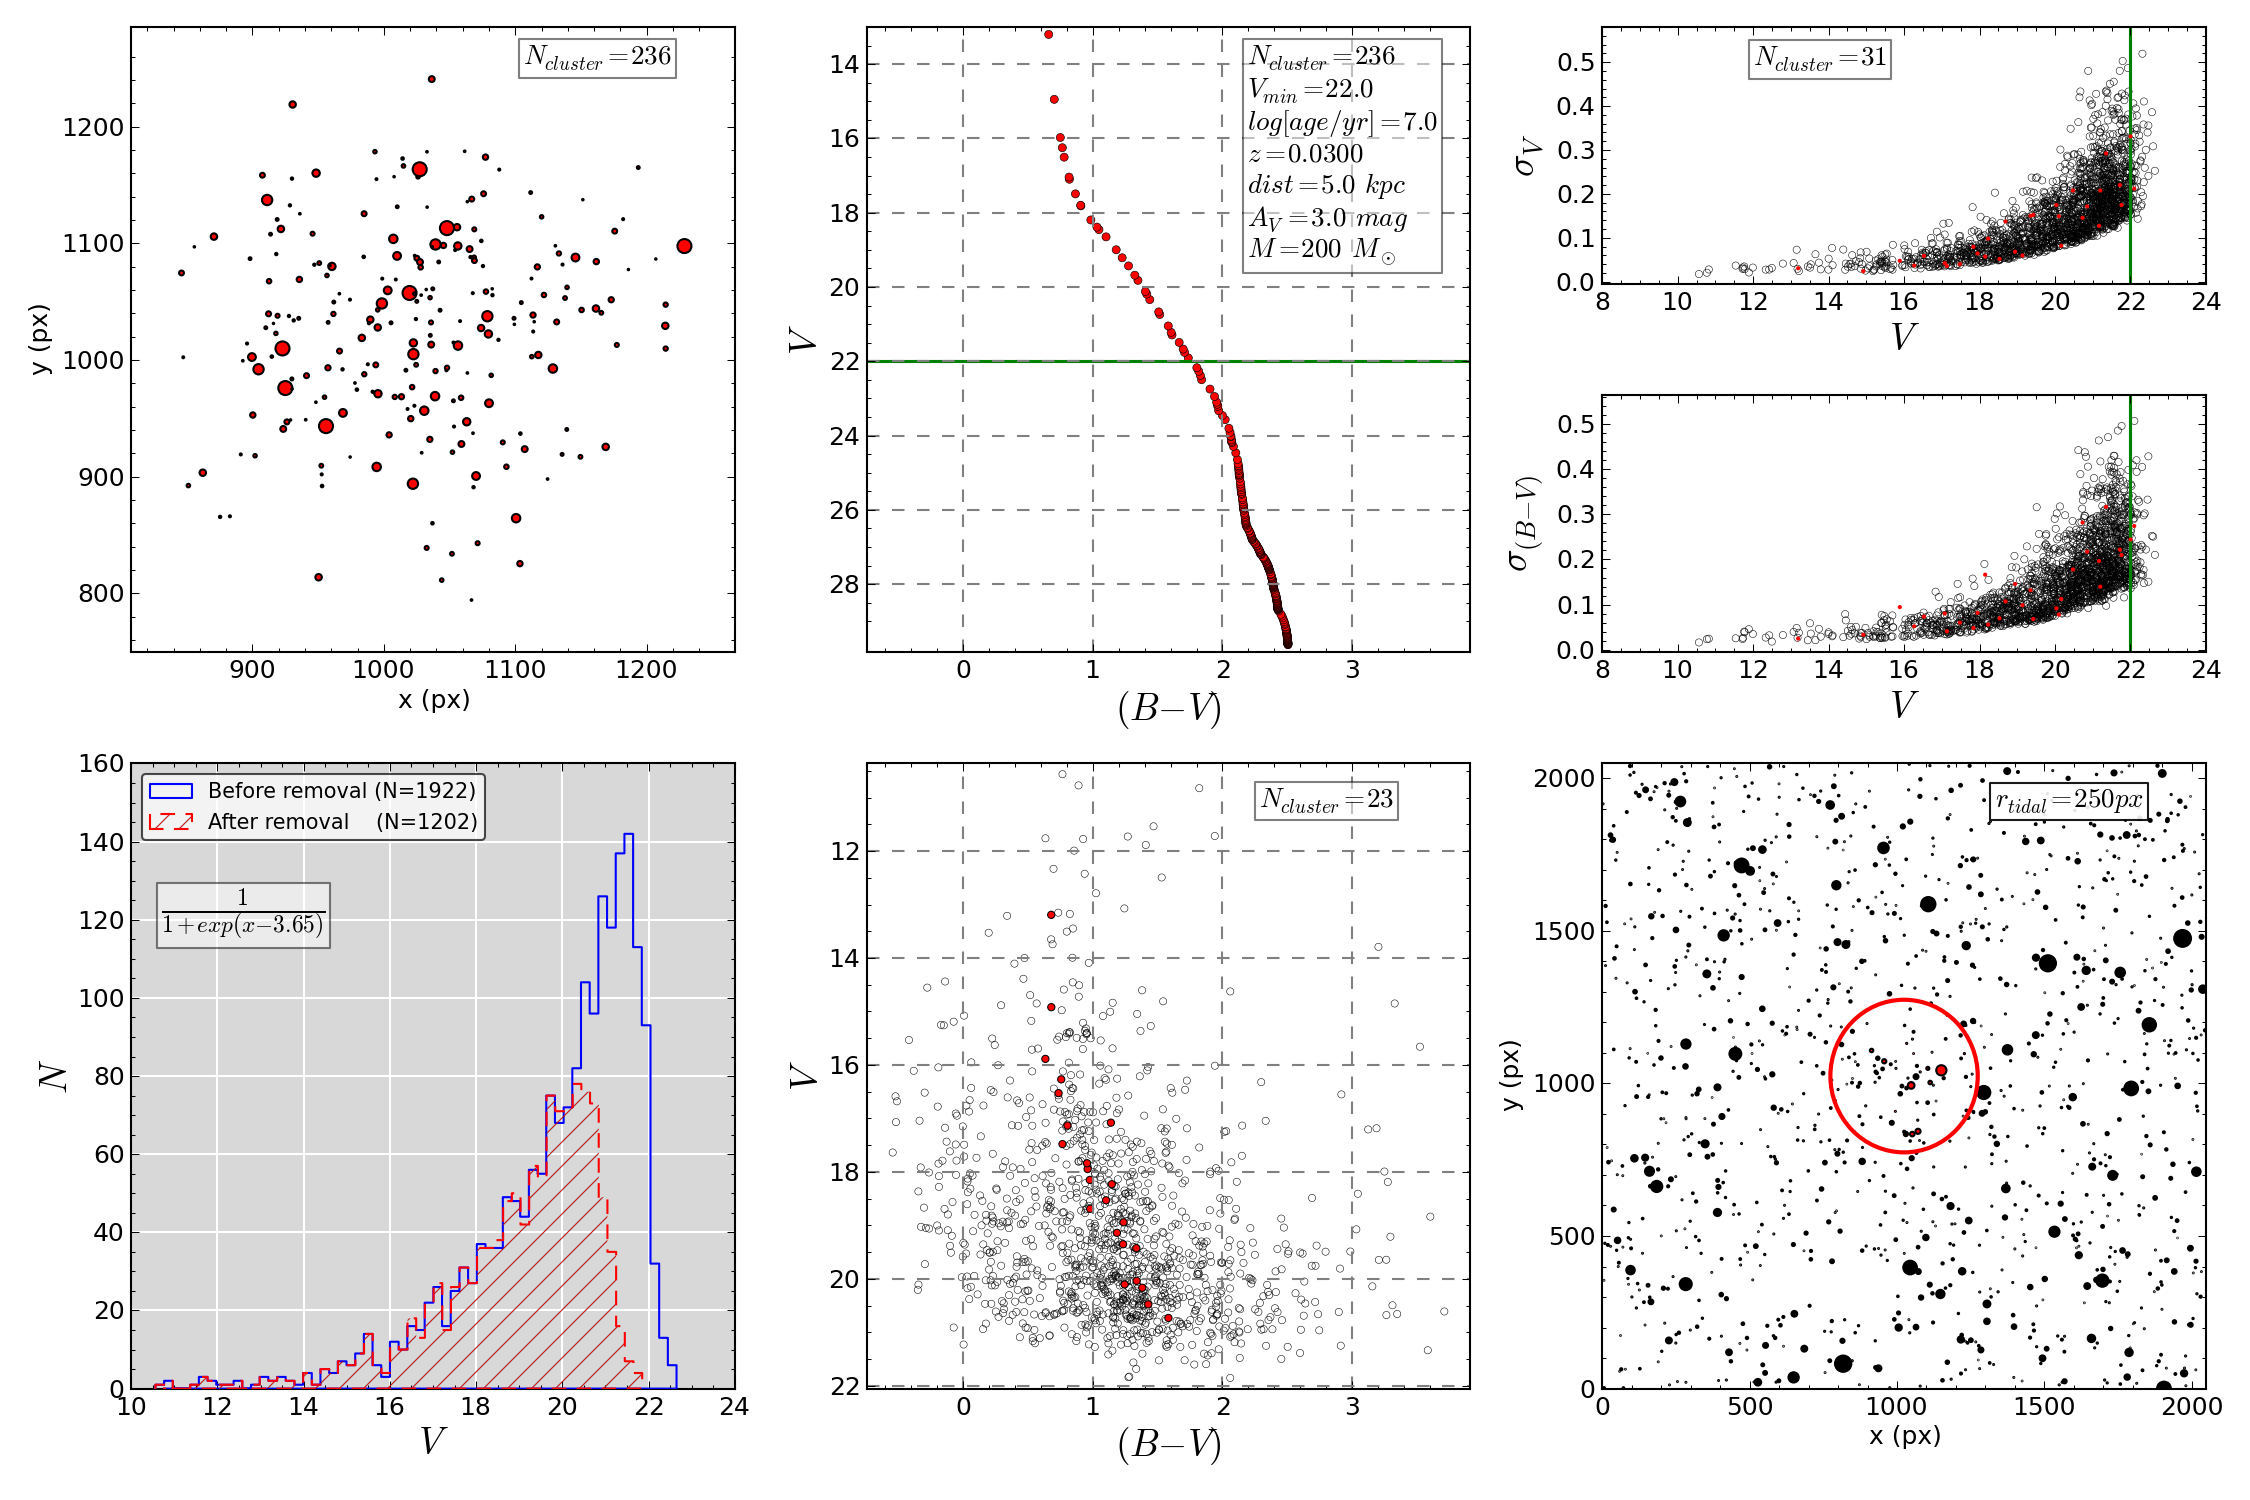 N_cluster=236
1200
1100
1000
900
800
y (px)
900 1000 1100 1200
x (px)
N_cluster=236
V_min=22.0
log[age/yr]=7.0
z=0.0300
dist=5.0 kpc
A_V=3.0 mag
M=200 M_⊙
14
16
18
20
22
24
26
28
V
0 1 2 3
(B−V)
N_cluster=31
0.5
0.4
0.3
0.2
0.1
0.0
σ_V
8 10 12 14 16 18 20 22 24
V
0.5
0.4
0.3
0.2
0.1
0.0
σ_(B−V)
8 10 12 14 16 18 20 22 24
V
160
140
120
100
80
60
40
20
0
N
Before removal (N=1922)
After removal (N=1202)
1
1+exp(x−3.65)
10 12 14 16 18 20 22 24
V
N_cluster=23
12
14
16
18
20
22
V
0 1 2 3
(B−V)
r_tidal=250px
2000
1500
1000
500
0
y (px)
0 500 1000 1500 2000
x (px)